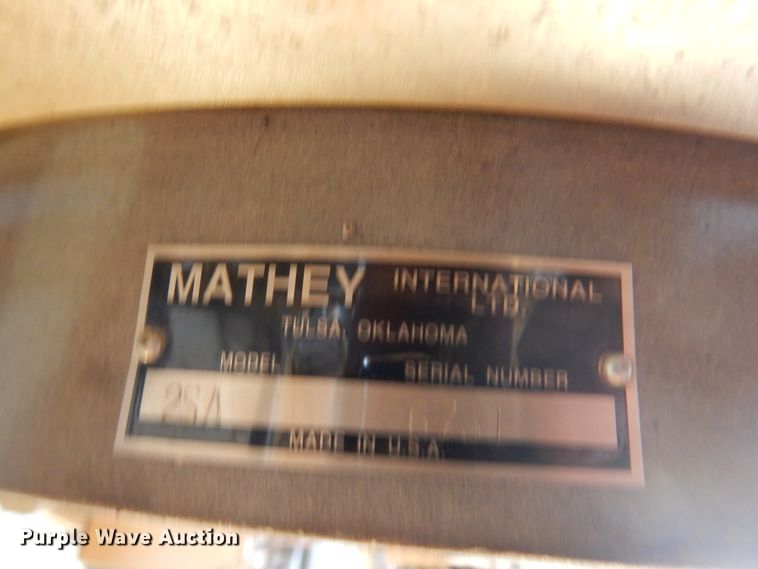 MATHEY INTERNATIONAL
LTD.
TULSA, OKLAHOMA
MODEL SERIAL NUMBER
2SA
MADE IN U.S.A.
Purple Wave Auction